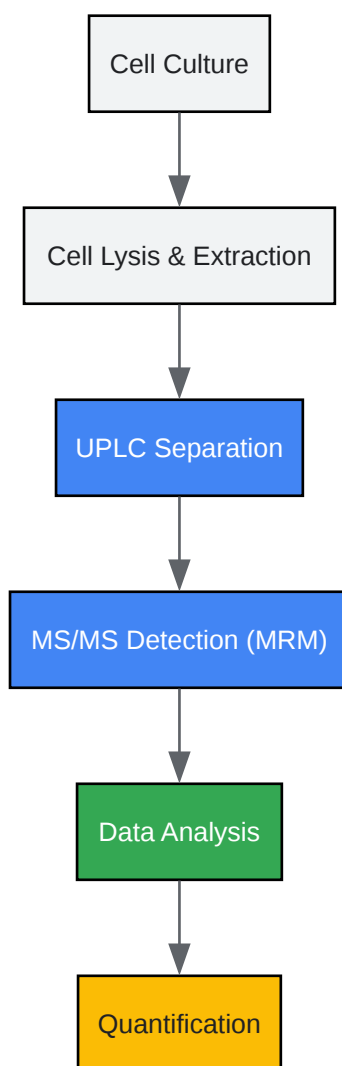 Cell Culture
Cell Lysis & Extraction
UPLC Separation
MS/MS Detection (MRM)
Data Analysis
Quantification